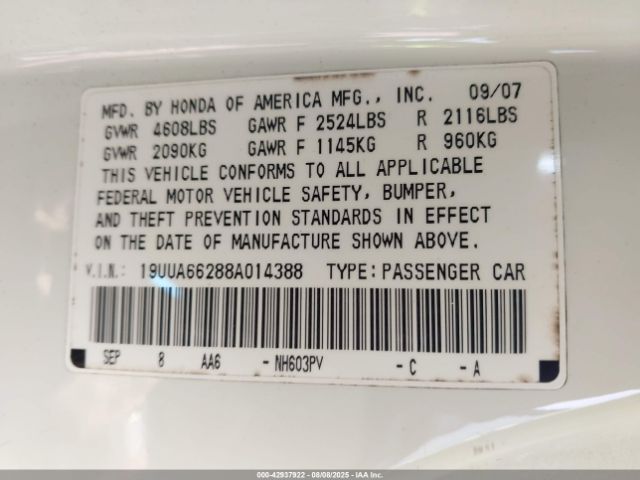 MFD. BY HONDA OF AMERICA MFG., INC. 09/07
GVWR 4608LBS GAWR F 2524LBS R 2116LBS
GVWR 2090KG GAWR F 1145KG R 960KG
THIS VEHICLE CONFORMS TO ALL APPLICABLE
FEDERAL MOTOR VEHICLE SAFETY, BUMPER,
AND THEFT PREVENTION STANDARDS IN EFFECT
ON THE DATE OF MANUFACTURE SHOWN ABOVE.
V.I.N.: 19UUA66288A014388 TYPE: PASSENGER CAR
SEP 8 AA6 -NH603PV -C -A
000-42937922 - 08/08/2025 - IAA Inc.